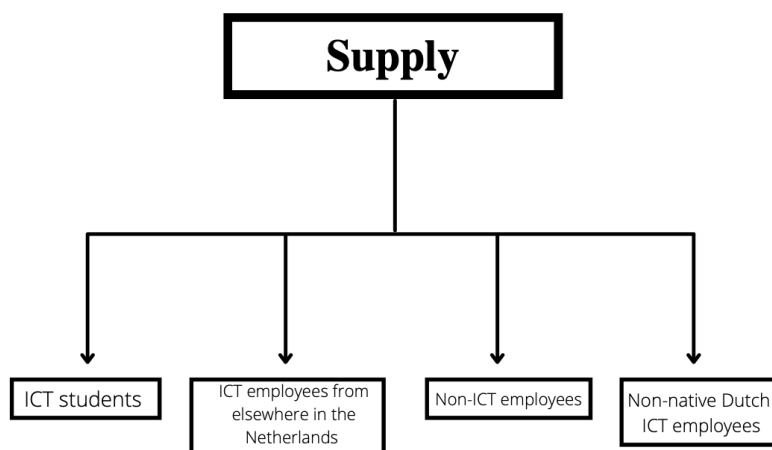 Supply
ICT students
ICT employees from
elsewhere in the
Netherlands
Non-ICT employees
Non-native Dutch
ICT employees